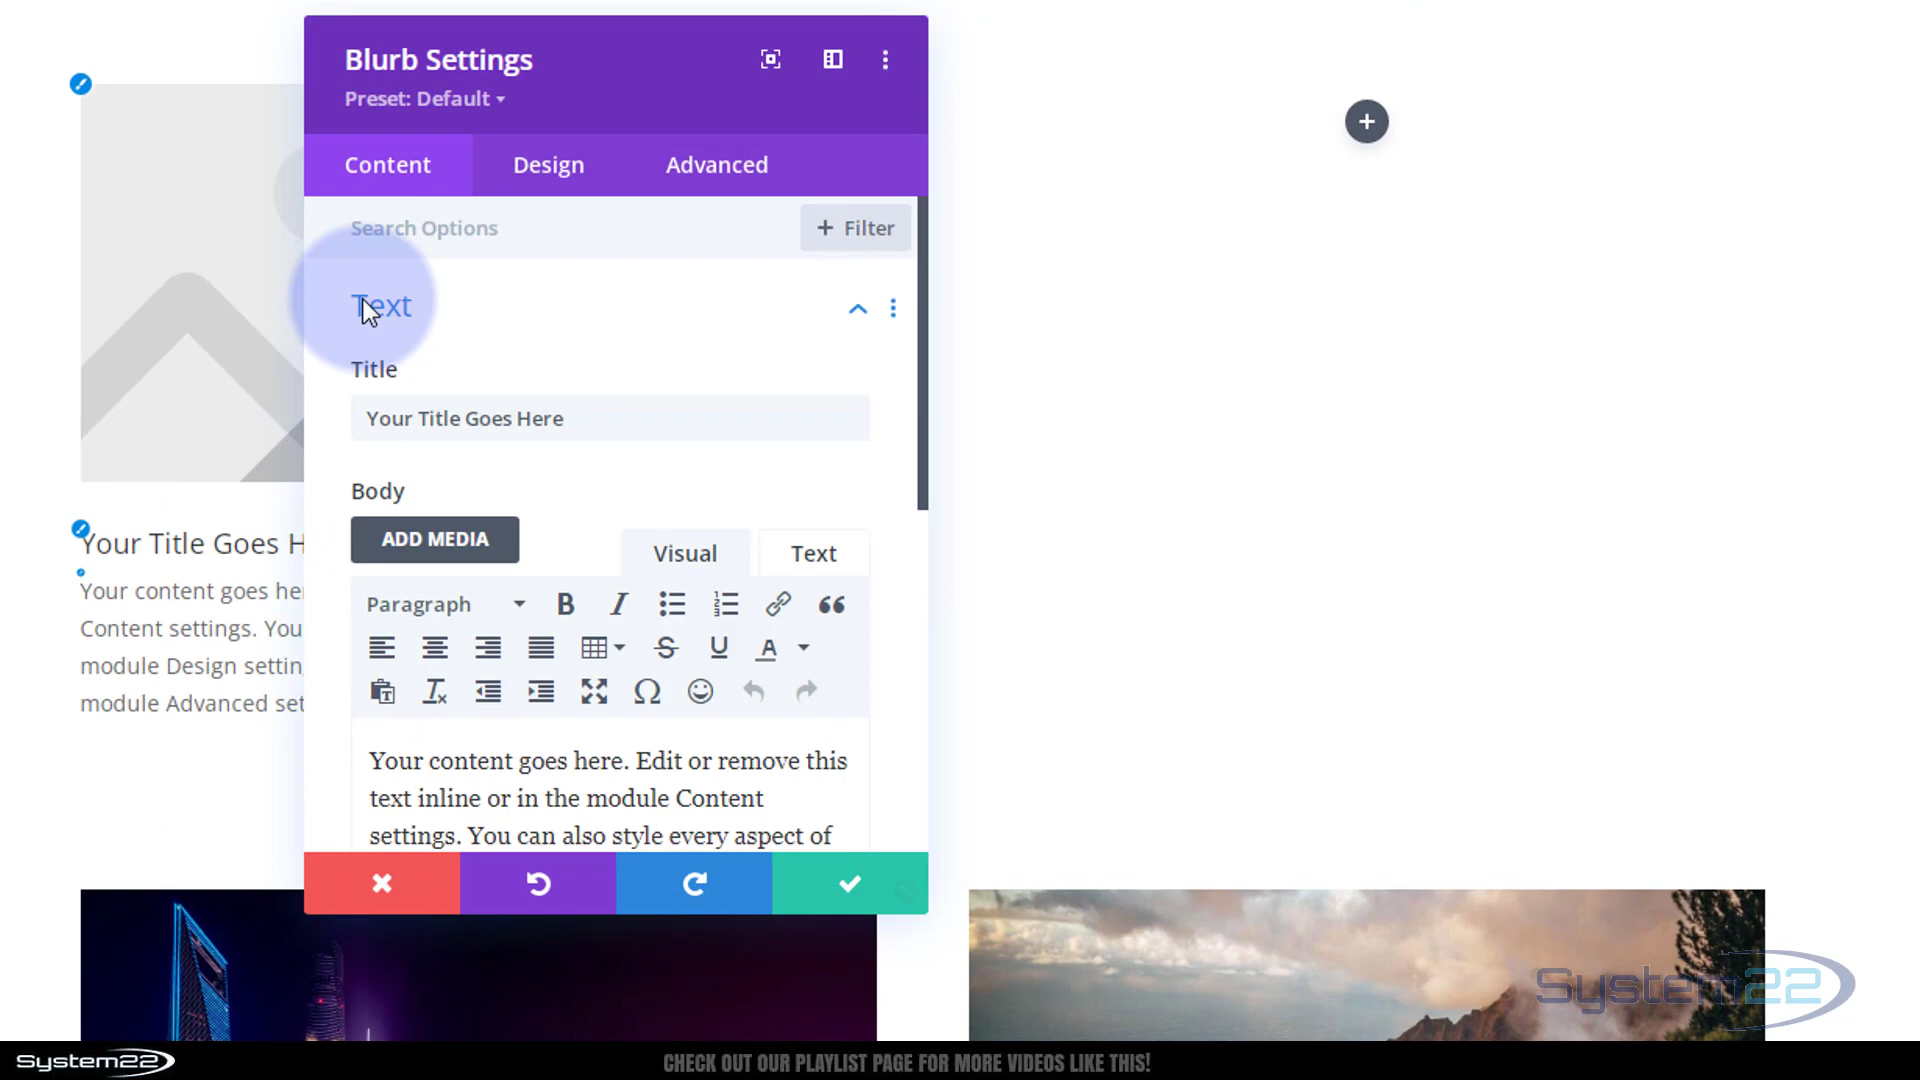 Blurb Settings
Preset: Default
Content
Design
Advanced
Search Options
+ Filter
Text
Title
Your Title Goes Here
Body
ADD MEDIA
Visual
Text
Paragraph
B
I
S
U
A
Your content goes here. Edit or remove this
text inline or in the module Content
settings. You can also style every aspect of
Your Title Goes H
Your content goes he
Content settings. You
module Design settin
module Advanced set
System22
System22
CHECK OUT OUR PLAYLIST PAGE FOR MORE VIDEOS LIKE THIS!